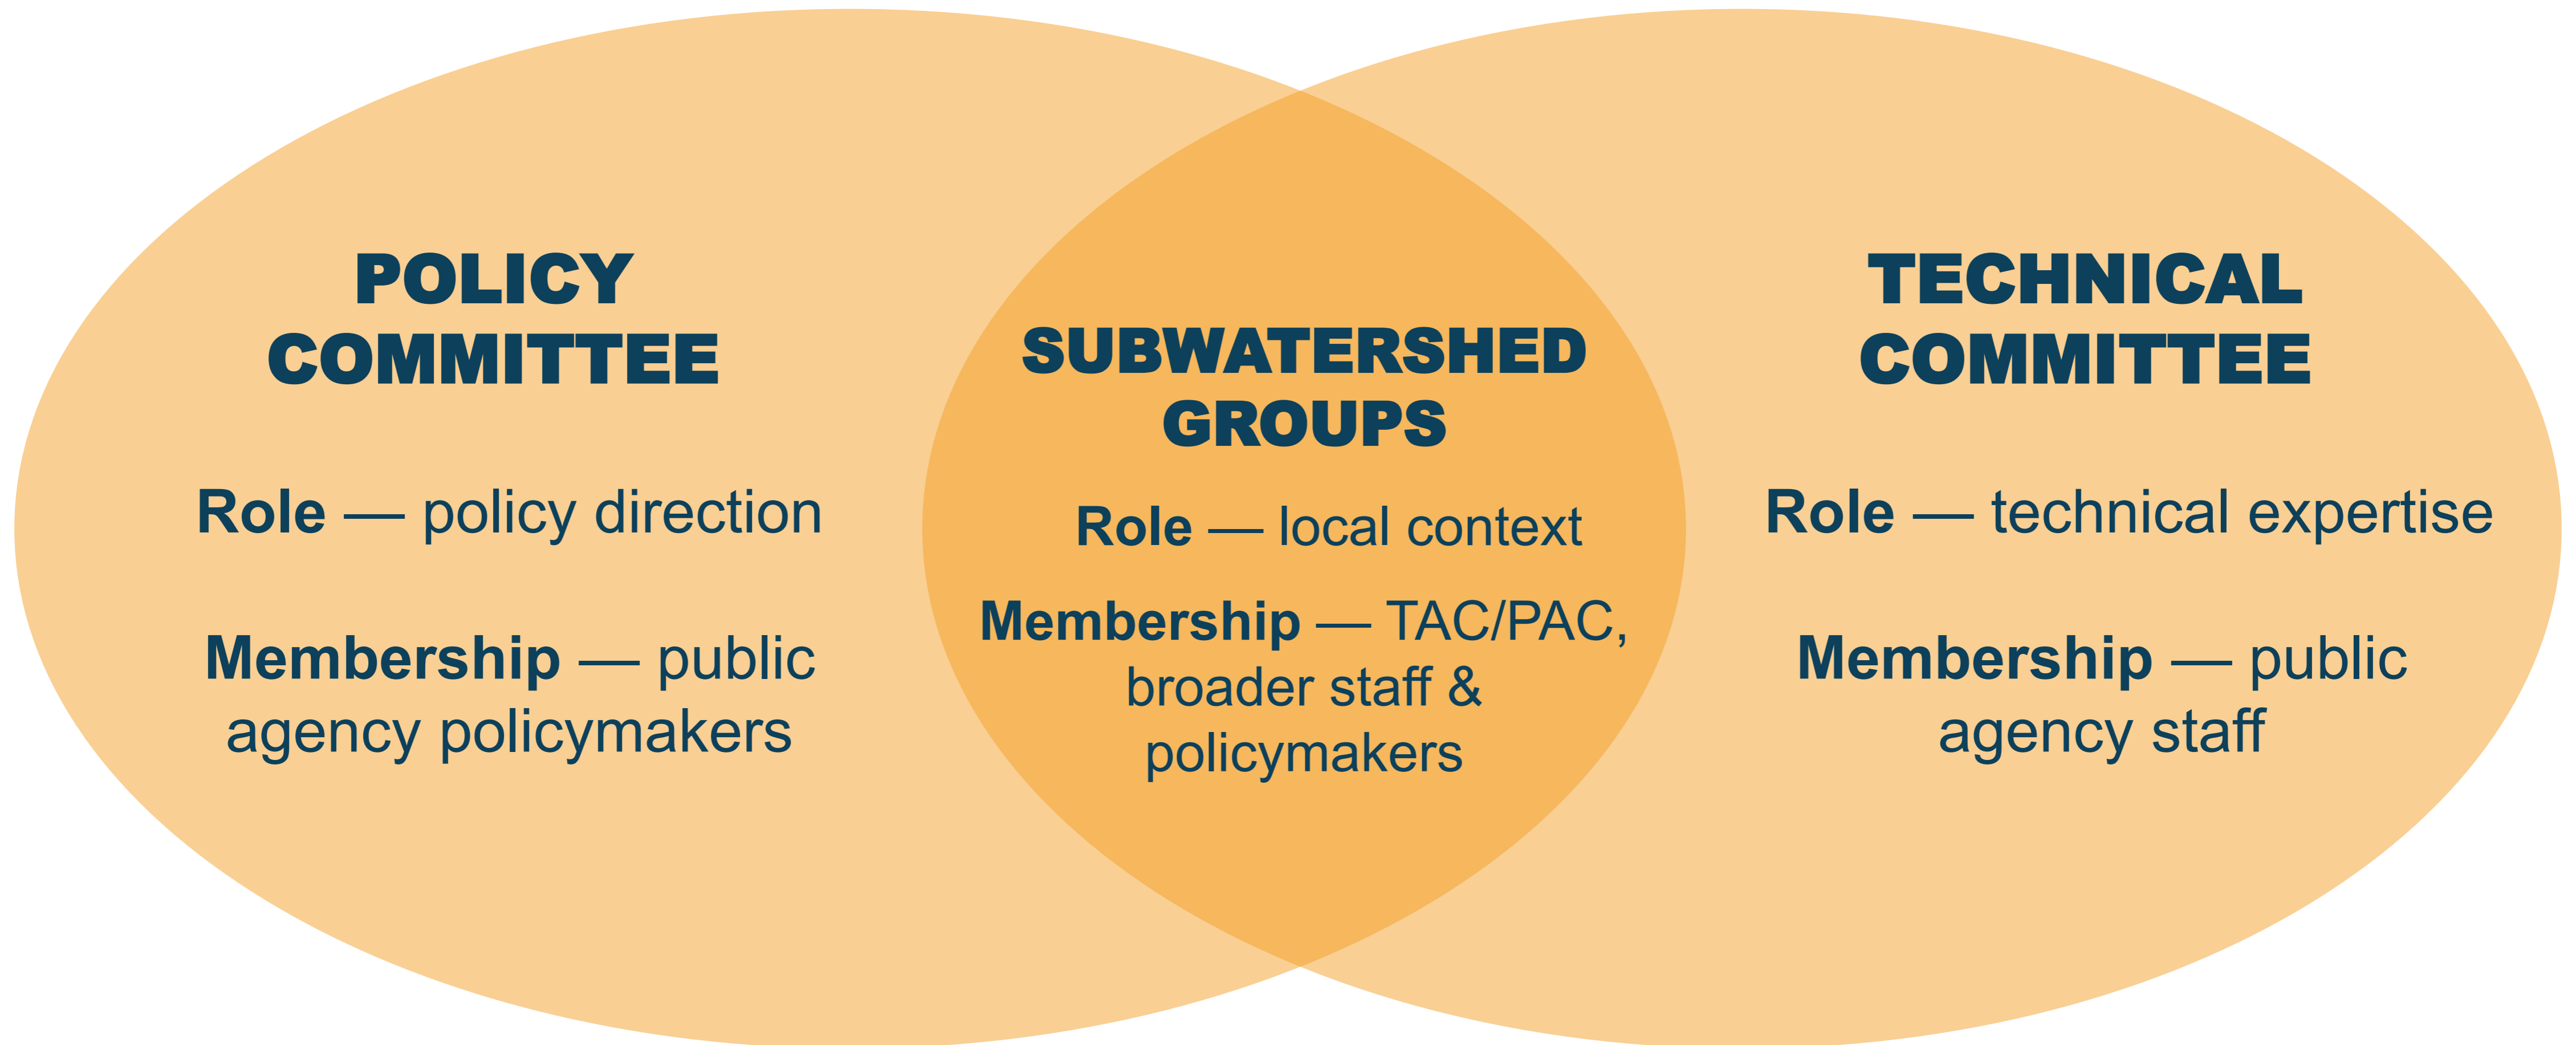 POLICY
COMMITTEE
Role — policy direction
Membership — public
agency policymakers
SUBWATERSHED
GROUPS
Role — local context
Membership — TAC/PAC,
broader staff &
policymakers
TECHNICAL
COMMITTEE
Role — technical expertise
Membership — public
agency staff